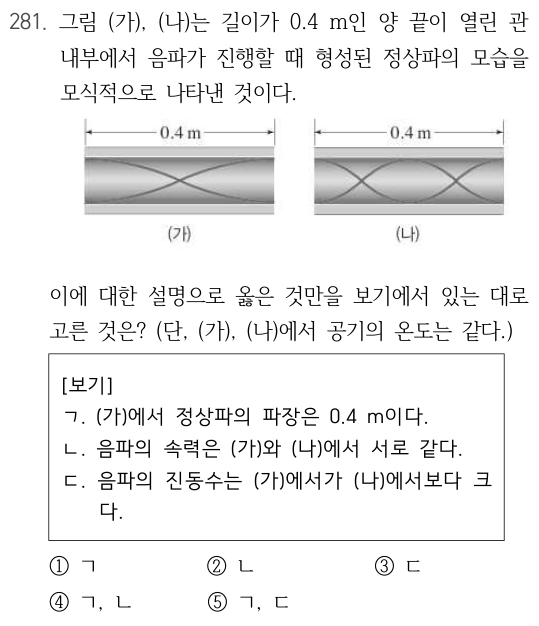 281. 그림 (가), (나)는 길이가 0.4 m인 양 끝이 열린 관
내부에서 음파가 진행할 때 형성된 정상파의 모습을
모식적으로 나타낸 것이다.
0.4 m 0.4 m
(가) (나)
이에 대한 설명으로 옳은 것만을 보기에서 있는 대로
고른 것은? (단, (가), (나)에서 공기의 온도는 같다.)
[보기]
ㄱ. (가)에서 정상파의 파장은 0.4 m이다.
ㄴ. 음파의 속력은 (가)와 (나)에서 서로 같다.
ㄷ. 음파의 진동수는 (가)에서가 (나)에서보다 크
다.
① ㄱ ② ㄴ ③ ㄷ
④ ㄱ, ㄴ ⑤ ㄱ, ㄷ